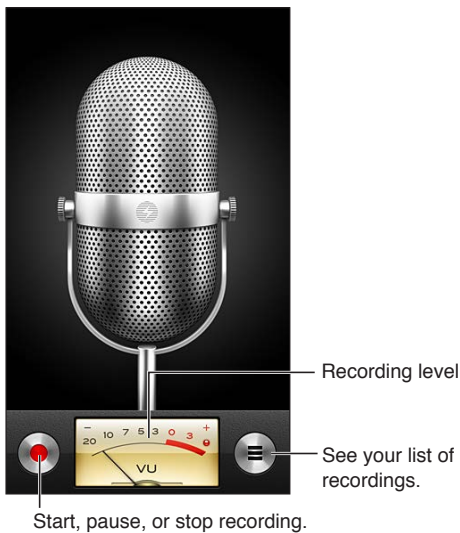 Recording level
− 20 10 7 5 3 0 3 +
VU
See your list of
recordings.
Start, pause, or stop recording.